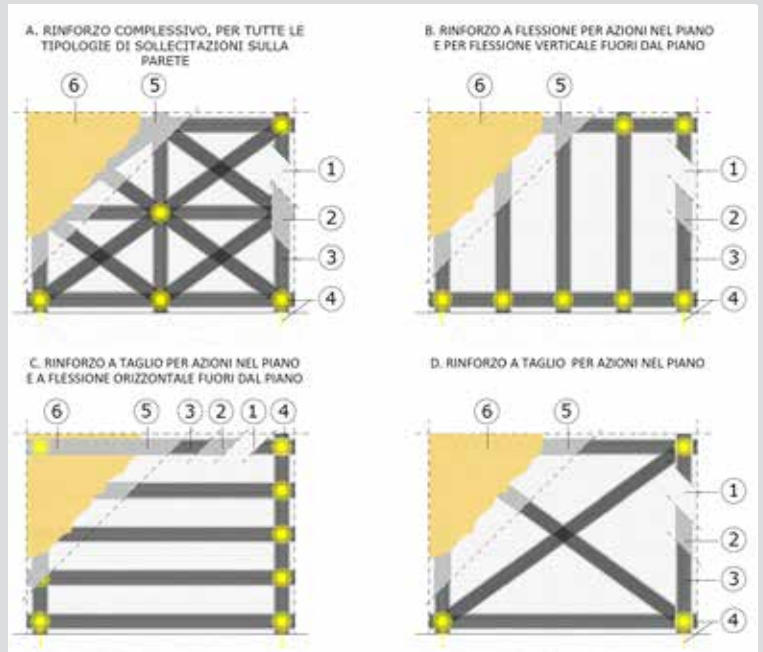 A. RINFORZO COMPLESSIVO, PER TUTTE LE
TIPOLOGIE DI SOLLECITAZIONI SULLA
PARETE
6
5
1
2
3
4
B. RINFORZO A FLESSIONE PER AZIONI NEL PIANO
E PER FLESSIONE VERTICALE FUORI DAL PIANO
6
5
1
2
3
4
C. RINFORZO A TAGLIO PER AZIONI NEL PIANO
E A FLESSIONE ORIZZONTALE FUORI DAL PIANO
6 5 3 2 1 4
D. RINFORZO A TAGLIO PER AZIONI NEL PIANO
6
5
1
2
3
4